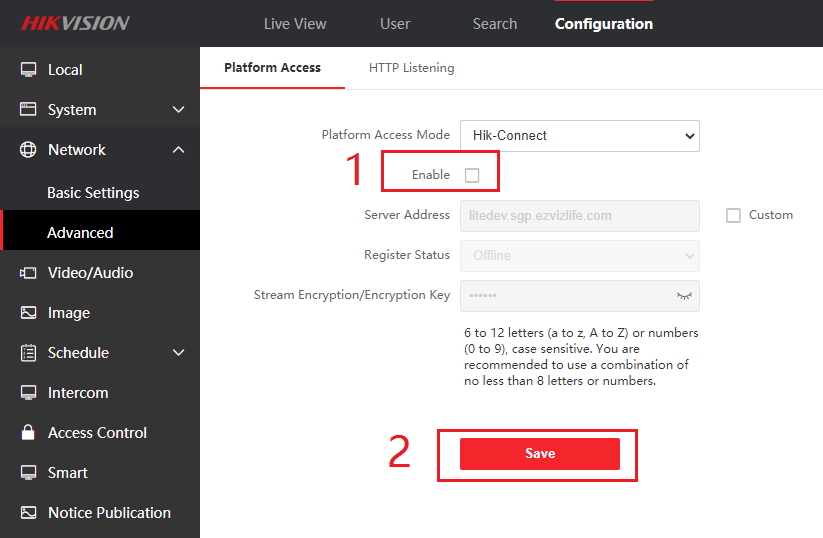 HIKVISION
Live View
User
Search
Configuration
Local
System
Network
Basic Settings
Advanced
Video/Audio
Image
Schedule
Intercom
Access Control
Smart
Notice Publication
Platform Access
HTTP Listening
Platform Access Mode
Hik-Connect
1
Enable
Server Address
litedev.sgp.ezvizlife.com
Custom
Register Status
Offline
Stream Encryption/Encryption Key
••••••
6 to 12 letters (a to z, A to Z) or numbers
(0 to 9), case sensitive. You are
recommended to use a combination of
no less than 8 letters or numbers.
2
Save